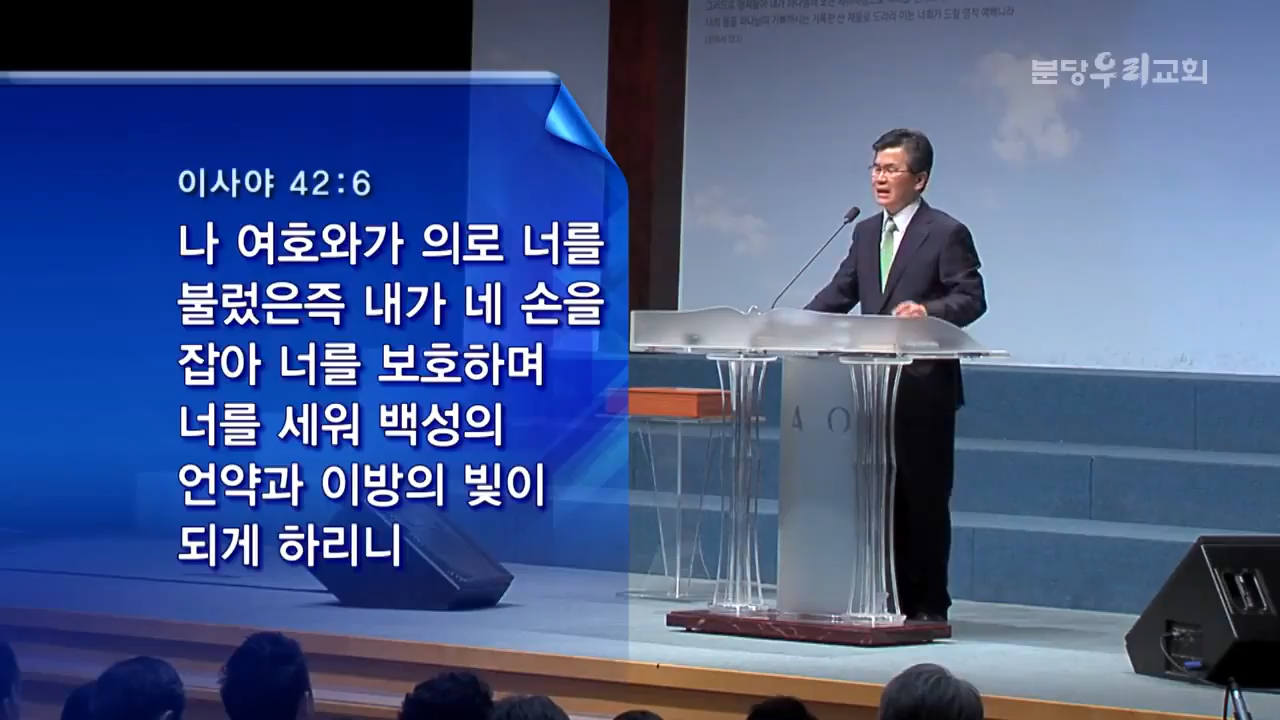 분당우리교회
이사야 42:6
나 여호와가 의로 너를
불렀은즉 내가 네 손을
잡아 너를 보호하며
너를 세워 백성의
언약과 이방의 빛이
되게 하리니
Α Ω